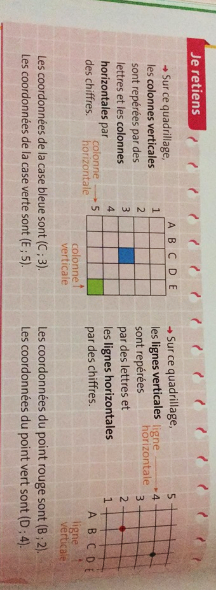 Je retiens
→ Sur ce quadrillage,
les colonnes verticales
sont repérées par des
lettres et les colonnes
horizontales par
des chiffres.
A B C D E
1
2
3
4
5
colonne
horizontale
colonne
verticale
Les coordonnées de la case bleue sont (C ; 3).
Les coordonnées de la case verte sont (E ; 5).
→ Sur ce quadrillage,
les lignes verticales
sont repérées
par des lettres et
les lignes horizontales
par des chiffres.
ligne
horizontale
5
4
3
2
1
A B C D E
ligne
verticale
Les coordonnées du point rouge sont (B ; 2).
Les coordonnées du point vert sont (D ; 4).